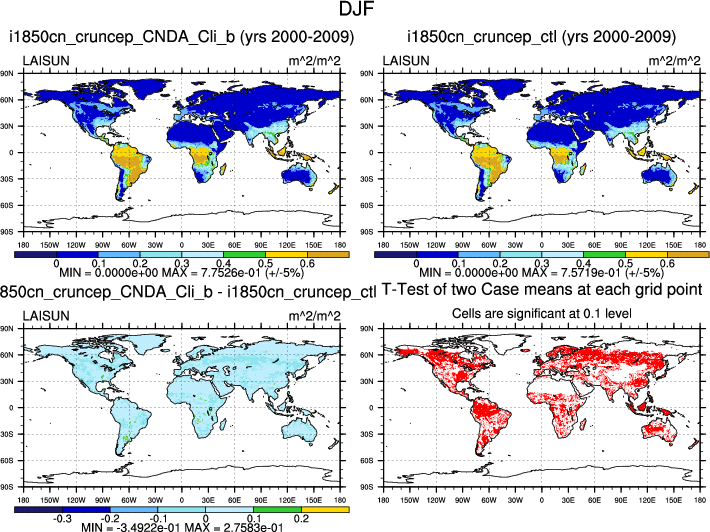 DJF
i1850cn_cruncep_CNDA_Cli_b (yrs 2000-2009)
LAISUN m^2/m^2
90N
60N
30N
0
30S
60S
90S
180 150W 120W 90W 60W 30W 0 30E 60E 90E 120E 150E 180
0 0.1 0.2 0.3 0.4 0.5 0.6
MIN = 0.0000e+00 MAX = 7.7526e-01 (+/-5%)
i1850cn_cruncep_ctl (yrs 2000-2009)
LAISUN m^2/m^2
90N
60N
30N
0
30S
60S
90S
180 150W 120W 90W 60W 30W 0 30E 60E 90E 120E 150E 180
0 0.1 0.2 0.3 0.4 0.5 0.6
MIN = 0.0000e+00 MAX = 7.5719e-01 (+/-5%)
850cn_cruncep_CNDA_Cli_b - i1850cn_cruncep_ctl
LAISUN m^2/m^2
90N
60N
30N
0
30S
60S
90S
180 150W 120W 90W 60W 30W 0 30E 60E 90E 120E 150E 180
-0.3 -0.2 -0.1 0 0.1 0.2
MIN = -3.4922e-01 MAX = 2.7583e-01
T-Test of two Case means at each grid point
Cells are significant at 0.1 level
90N
60N
30N
0
30S
60S
90S
180 150W 120W 90W 60W 30W 0 30E 60E 90E 120E 150E 180